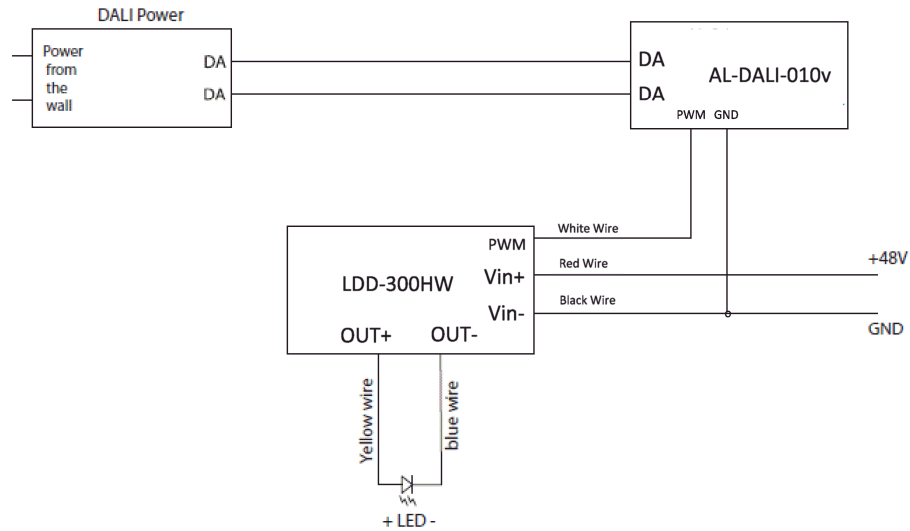 DALI Power
Power
from
the
wall
DA
DA
DA
DA
AL-DALI-010v
PWM GND
White Wire
PWM
Red Wire
+48V
Vin+
LDD-300HW
Black Wire
Vin-
GND
OUT+ OUT-
Yellow wire
blue wire
+ LED -